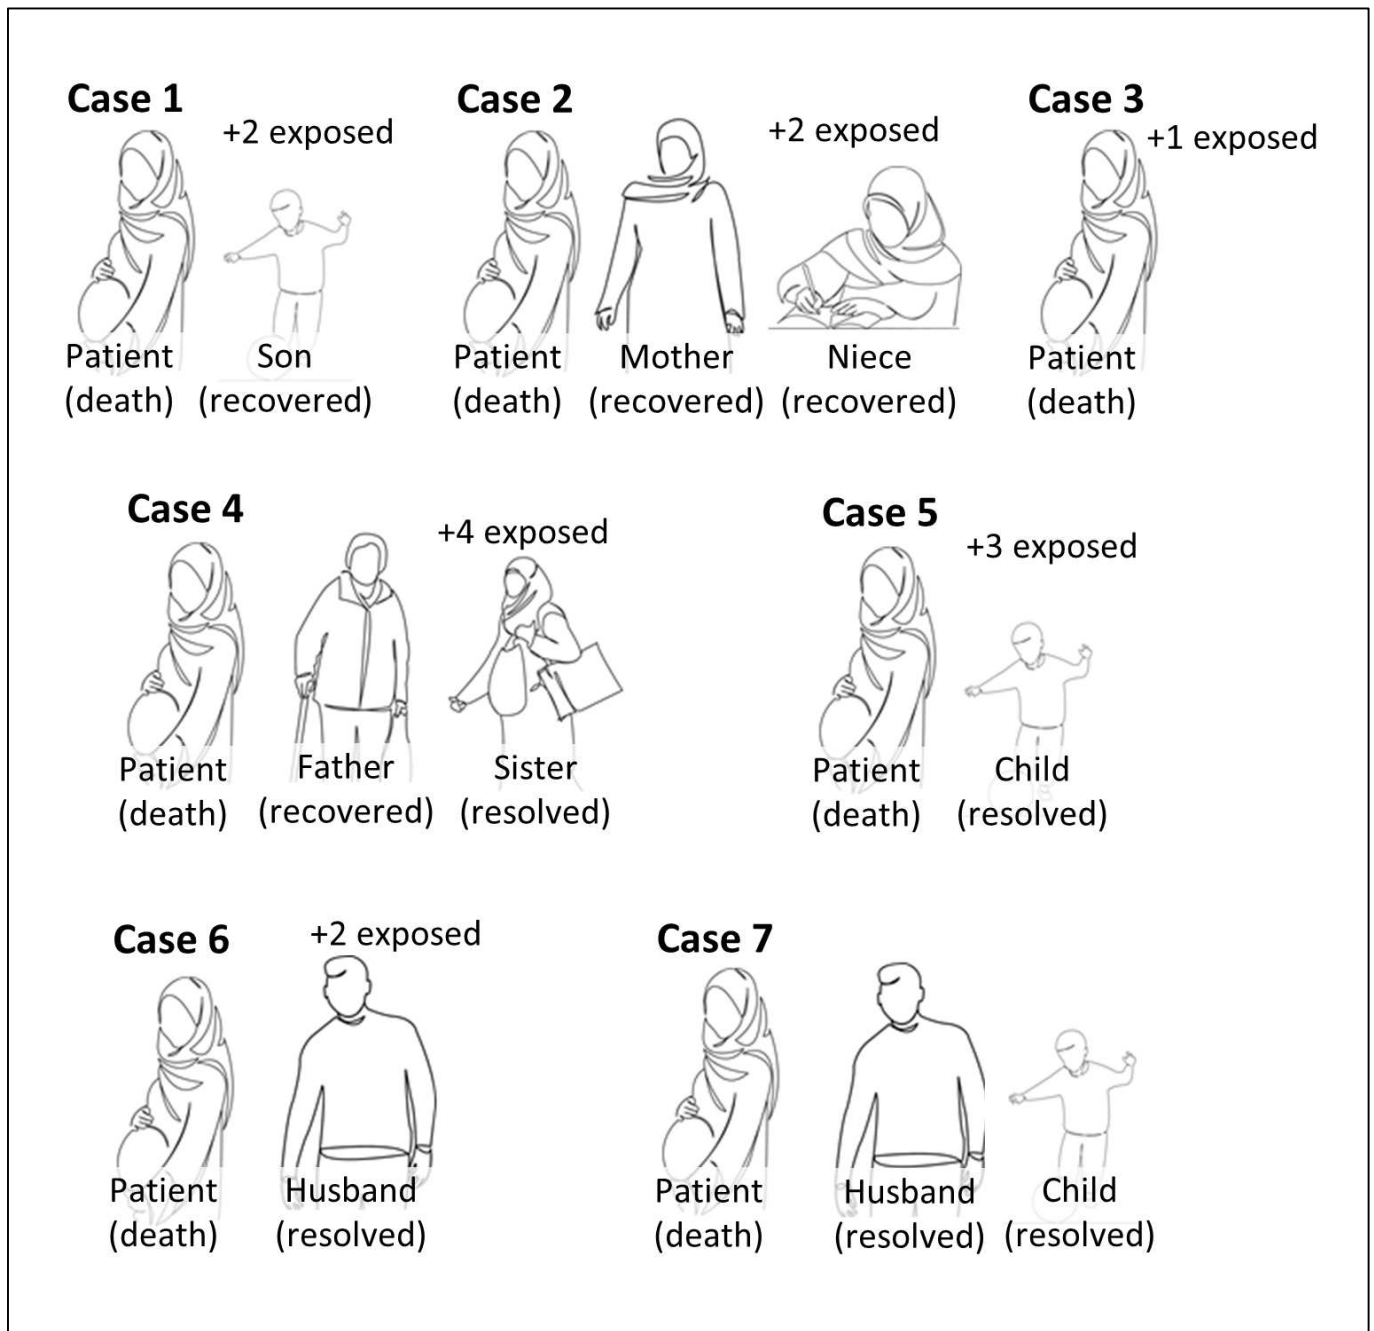 Case 1
+2 exposed
Patient
(death)
Son
(recovered)
Case 2
+2 exposed
Patient
(death)
Mother
(recovered)
Niece
(recovered)
Case 3
+1 exposed
Patient
(death)
Case 4
+4 exposed
Patient
(death)
Father
(recovered)
Sister
(resolved)
Case 5
+3 exposed
Patient
(death)
Child
(resolved)
Case 6
+2 exposed
Patient
(death)
Husband
(resolved)
Case 7
Patient
(death)
Husband
(resolved)
Child
(resolved)